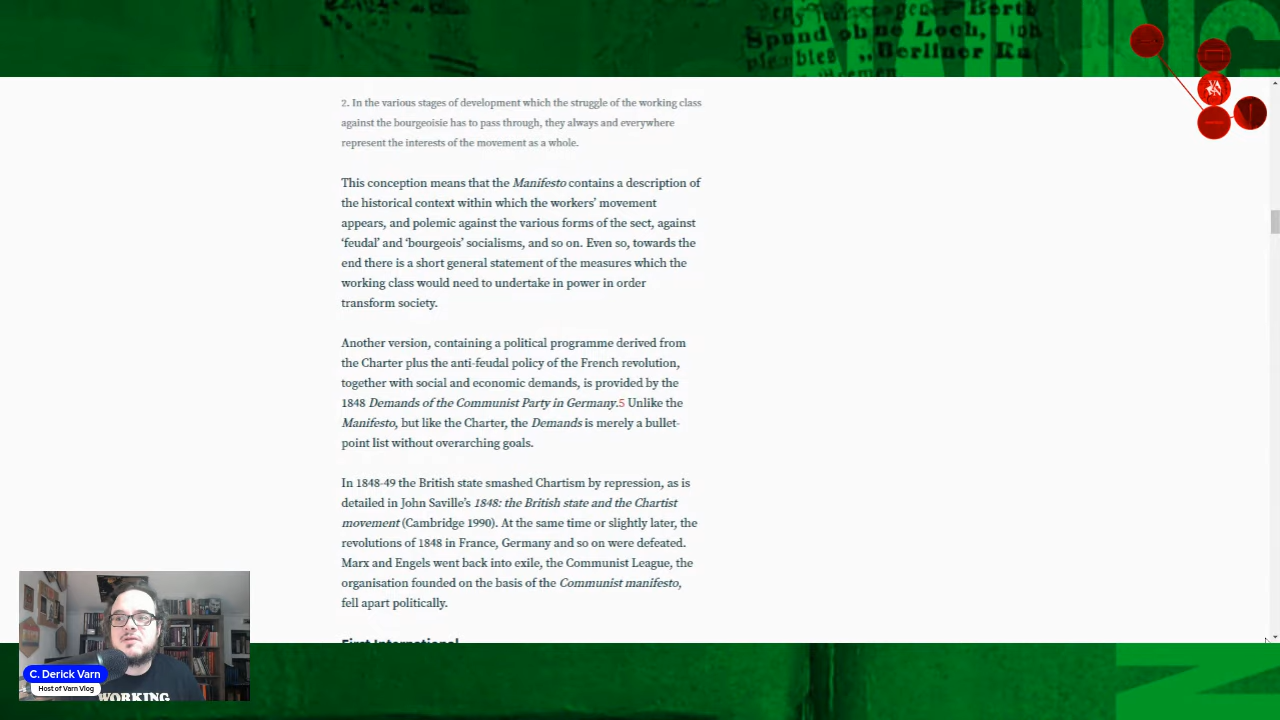 Spund ohne Loch,
„Berliner
2. In the various stages of development which the struggle of the working class
against the bourgeoisie has to pass through, they always and everywhere
represent the interests of the movement as a whole.
This conception means that the Manifesto contains a description of
the historical context within which the workers’ movement
appears, and polemic against the various forms of the sect, against
‘feudal’ and ‘bourgeois’ socialisms, and so on. Even so, towards the
end there is a short general statement of the measures which the
working class would need to undertake in power in order
transform society.
Another version, containing a political programme derived from
the Charter plus the anti-feudal policy of the French revolution,
together with social and economic demands, is provided by the
1848 Demands of the Communist Party in Germany.5 Unlike the
Manifesto, but like the Charter, the Demands is merely a bullet-
point list without overarching goals.
In 1848-49 the British state smashed Chartism by repression, as is
detailed in John Saville’s 1848: the British state and the Chartist
movement (Cambridge 1990). At the same time or slightly later, the
revolutions of 1848 in France, Germany and so on were defeated.
Marx and Engels went back into exile, the Communist League, the
organisation founded on the basis of the Communist manifesto,
fell apart politically.
First International
VARN
C. Derick Varn
Host of Varn Vlog
WORKING